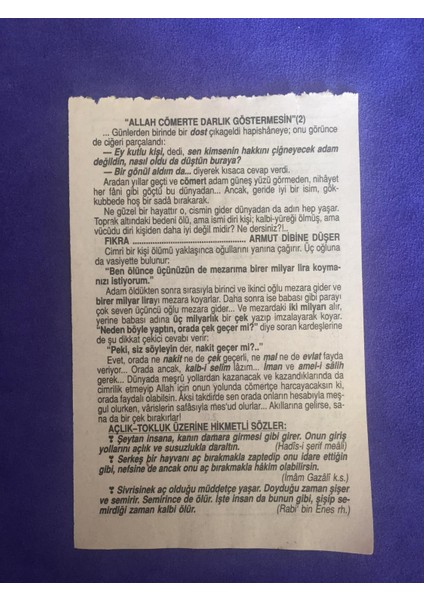 "ALLAH CÖMERTE DARLIK GÖSTERMESİN"(2)
... Günlerden birinde bir dost çıkageldi hapishâneye; onu görünce
de ciğeri parçalandı:
— Ey kutlu kişi, dedi, sen kimsenin hakkını çiğneyecek adam
değildin, nasıl oldu da düştün buraya?
— Bir gönül aldım da... diyerek kısaca cevap verdi.
Aradan yıllar geçti ve cömert adam güneş yüzü görmeden, nihâyet
her fâni gibi göçtü bu dünyadan... Ancak, geride iyi bir isim, gök-
kubbede hoş bir sadâ bırakarak.
Ne güzel bir hayattır o, cismin gider dünyadan da adın hep yaşar.
Toprak altındaki bedeni ölü, ama ismi diri kişi; kalbi-yüreği ölmüş, ama
vücûdu diri kişiden daha iyi değil midir? Ne dersiniz?!..
FIKRA ........................................ ARMUT DİBİNE DÜŞER
Cimri bir kişi ölümü yaklaşınca oğullarını yanına çağırır. Üç oğluna
da vasiyette bulunur:
"Ben ölünce üçünüzün de mezarıma birer milyar lira koyma-
nızı istiyorum."
Adam öldükten sonra sırasıyla birinci ve ikinci oğlu mezara gider ve
birer milyar lirayı mezara koyarlar. Daha sonra ise babası gibi parayı
çok seven üçüncü oğlu mezara gider... Ve mezardaki iki milyarı alır,
yerine babası adına üç milyarlık bir çek yazıp imzalayarak koyar.
"Neden böyle yaptın, orada çek geçer mi?" diye soran kardeşlerine
de şu dikkat çekici cevabı verir:
"Peki, siz söyleyin der, nakit geçer mi?.."
Evet, orada ne nakit ne de çek geçerli, ne mal ne de evlat fayda
veriyor... Orada ancak, kalb-i selîm lâzım... Iman ve amel-i sâlih
gerek... Dünyada meşrû yollardan kazanacak ve kazandıklarında da
cimrilik etmeyip Allah için onun yolunda cömertçe harcayacaksın ki,
orada faydalı olabilsin. Aksi takdirde sen orada onların hesabıyla meş-
gul olurken, vârislerin safâsıyla mes'ud olurlar... Akıllarına gelirse, sa-
na da bir çek bırakırlar!
AÇLIK-TOKLUK ÜZERİNE HİKMETLİ SÖZLER:
Şeytan insana, kanın damara girmesi gibi girer. Onun giriş
yollarını açlık ve susuzlukla daraltın. (Hadîs-i şerif meâli)
Serkeş bir hayvanı aç bırakmakla zaptedip onu idare ettiğin
gibi, nefsine de ancak onu aç bırakmakla hâkim olabilirsin.
(İmâm Gazâlî k.s.)
Sivrisinek aç olduğu müddetçe yaşar. Doyduğu zaman şişer
ve semirir. Semirince de ölür. İşte insan da bunun gibi, şişip se-
mirdiği zaman kalbi ölür. (Rabî' bin Enes rh.)